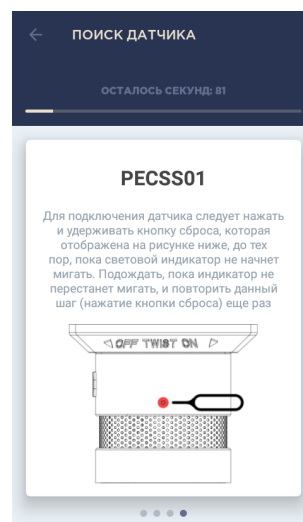 ПОИСК ДАТЧИКА
ОСТАЛОСЬ СЕКУНД: 81
PECSS01
Для подключения датчика следует нажать
и удерживать кнопку сброса, которая
отображена на рисунке ниже, до тех
пор, пока световой индикатор не начнет
мигать. Подождать, пока индикатор не
перестанет мигать, и повторить данный
шаг (нажатие кнопки сброса) еще раз
OFF TWIST ON